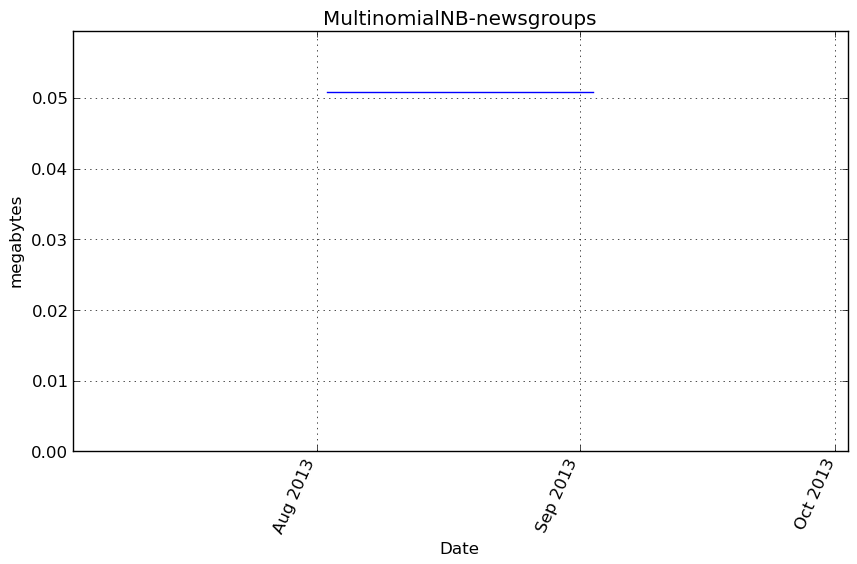 MultinomialNB-newsgroups
0.05
0.04
0.03
0.02
0.01
0.00
megabytes
Aug 2013
Sep 2013
Oct 2013
Date